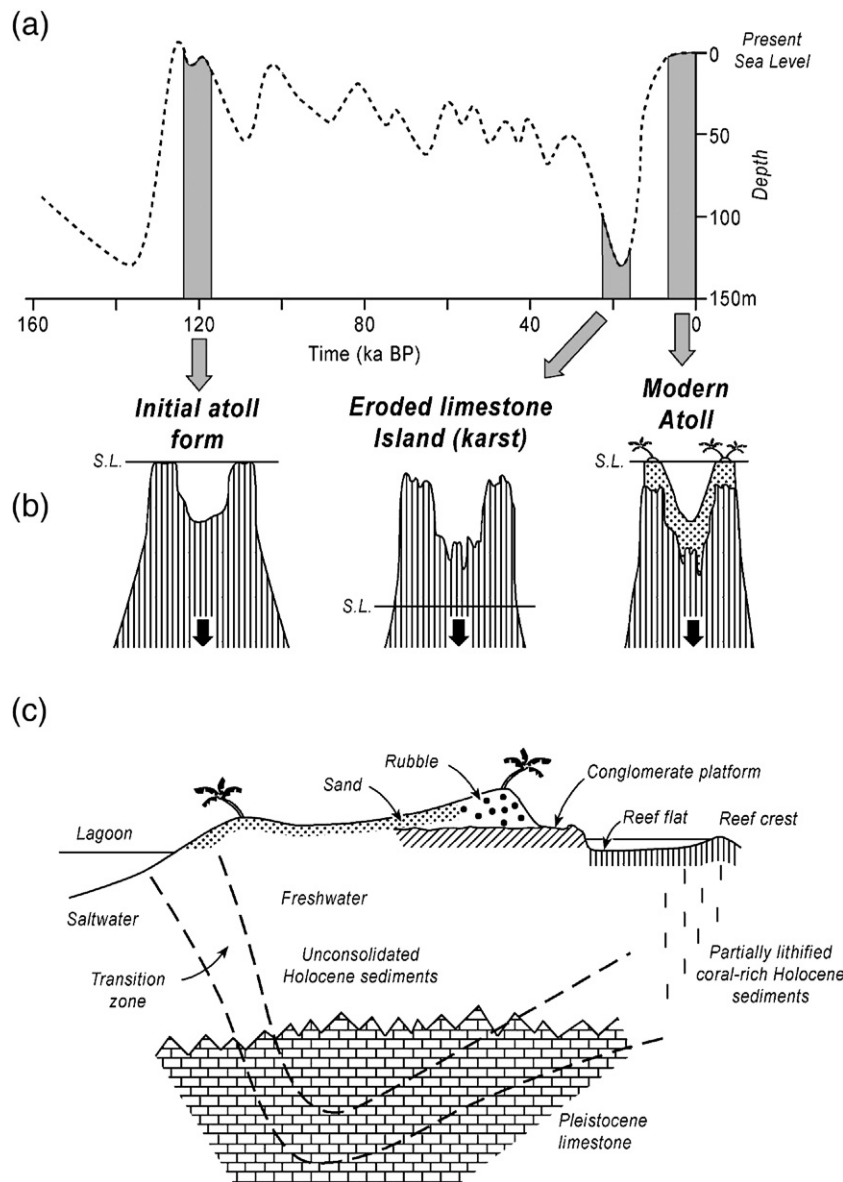 (a)
0
Present
Sea Level
50
100
150m
Depth
160
120
80
40
0
Time (ka BP)
Initial atoll
form
Eroded limestone
Island (karst)
Modern
Atoll
(b)
S.L.
S.L.
S.L.
(c)
Rubble
Sand
Conglomerate platform
Lagoon
Reef flat
Reef crest
Saltwater
Freshwater
Transition
zone
Unconsolidated
Holocene sediments
Partially lithified
coral-rich Holocene
sediments
Pleistocene
limestone